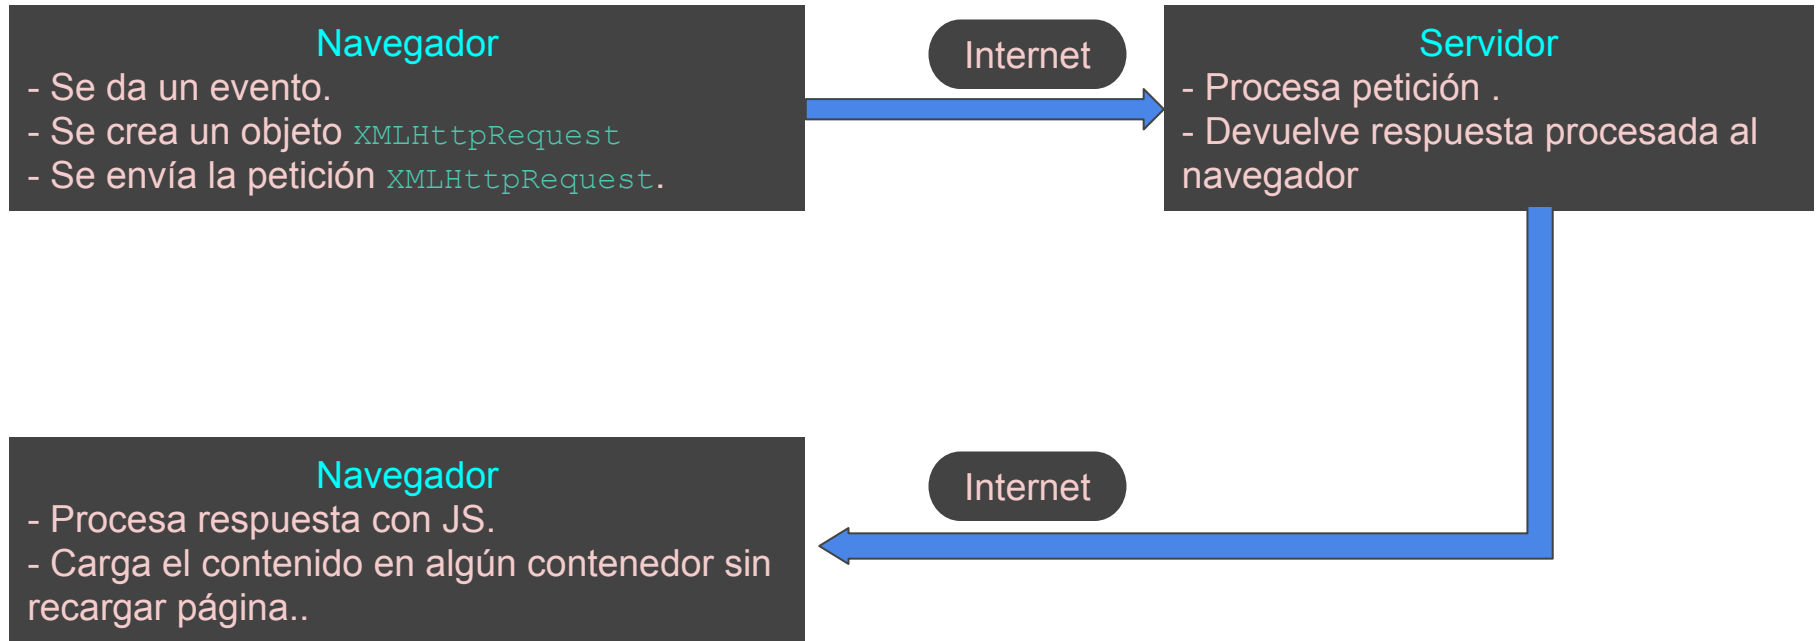 Navegador
- Se da un evento.
- Se crea un objeto XMLHttpRequest
- Se envía la petición XMLHttpRequest.
Internet
Servidor
- Procesa petición .
- Devuelve respuesta procesada al
navegador
Navegador
- Procesa respuesta con JS.
- Carga el contenido en algún contenedor sin
recargar página..
Internet